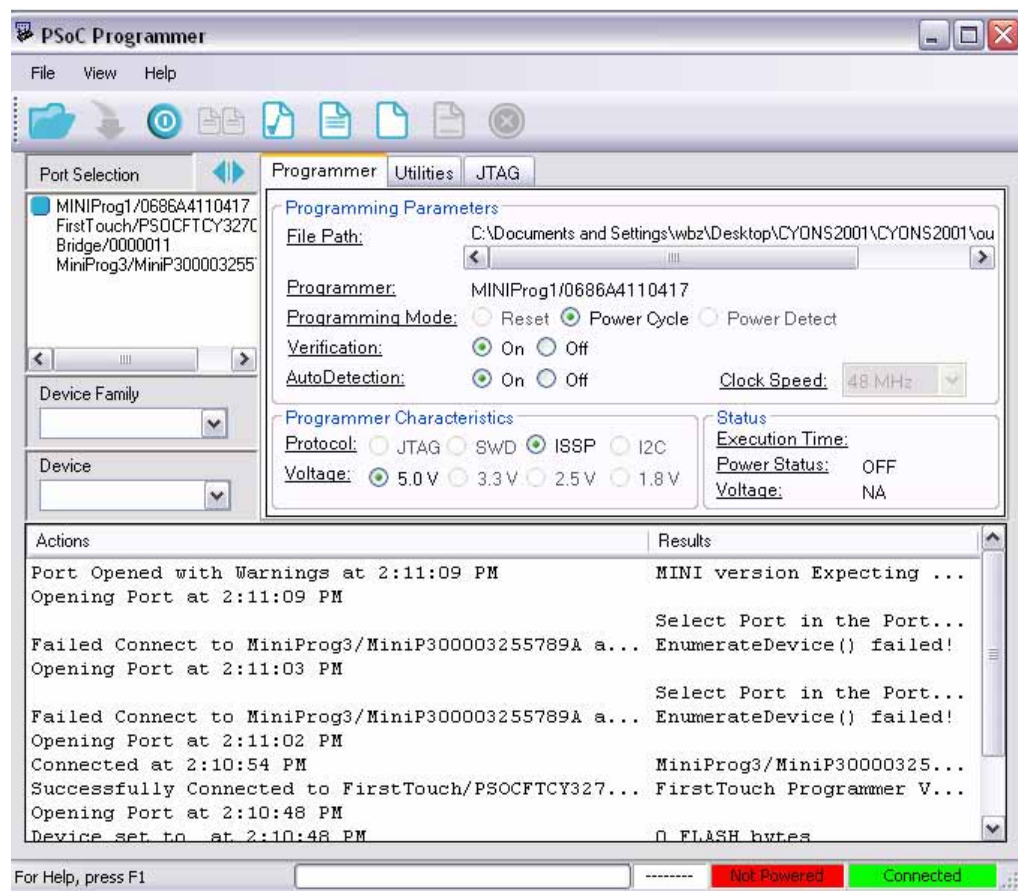 PSoC Programmer
File View Help
Port Selection
MINIProg1/0686A4110417
FirstTouch/PSOCFTCY327C
Bridge/0000011
MiniProg3/MiniP300003255
Device Family
Device
Programmer Utilities JTAG
Programming Parameters
File Path: C:\Documents and Settings\wbz\Desktop\CYONS2001\CYONS2001\ou
Programmer: MINIProg1/0686A4110417
Programming Mode: Reset Power Cycle Power Detect
Verification: On Off
AutoDetection: On Off Clock Speed: 48 MHz
Programmer Characteristics
Protocol: JTAG SWD ISSP I2C
Voltage: 5.0 V 3.3 V 2.5 V 1.8 V
Status
Execution Time:
Power Status: OFF
Voltage: NA
Actions Results
Port Opened with Warnings at 2:11:09 PM MINI version Expecting ...
Opening Port at 2:11:09 PM
Select Port in the Port...
Failed Connect to MiniProg3/MiniP300003255789A a... EnumerateDevice() failed!
Opening Port at 2:11:03 PM
Select Port in the Port...
Failed Connect to MiniProg3/MiniP300003255789A a... EnumerateDevice() failed!
Opening Port at 2:11:02 PM
Connected at 2:10:54 PM MiniProg3/MiniP30000325...
Successfully Connected to FirstTouch/PSOCFTCY327... FirstTouch Programmer V...
Opening Port at 2:10:48 PM
Device set to at 2:10:48 PM 0 FLASH bytes
For Help, press F1 -------- Not Powered Connected